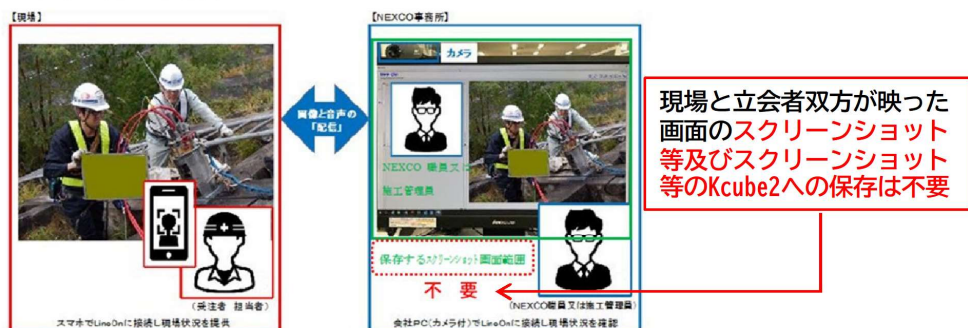 【現場】
【NEXCO事務所】
カメラ
画像と音声の
「配信」
NEXCO 職員又は
施工管理員
保存するスクリーンショット画面範囲
不 要
(受注者 担当者)
(NEXCO職員又は施工管理員)
スマホでLineOnに接続し現場状況を提供
会社PC(カメラ付)でLineOnに接続し現場状況を確認
現場と立会者双方が映った
画面のスクリーンショット
等及びスクリーンショット
等のKcube2への保存は不要